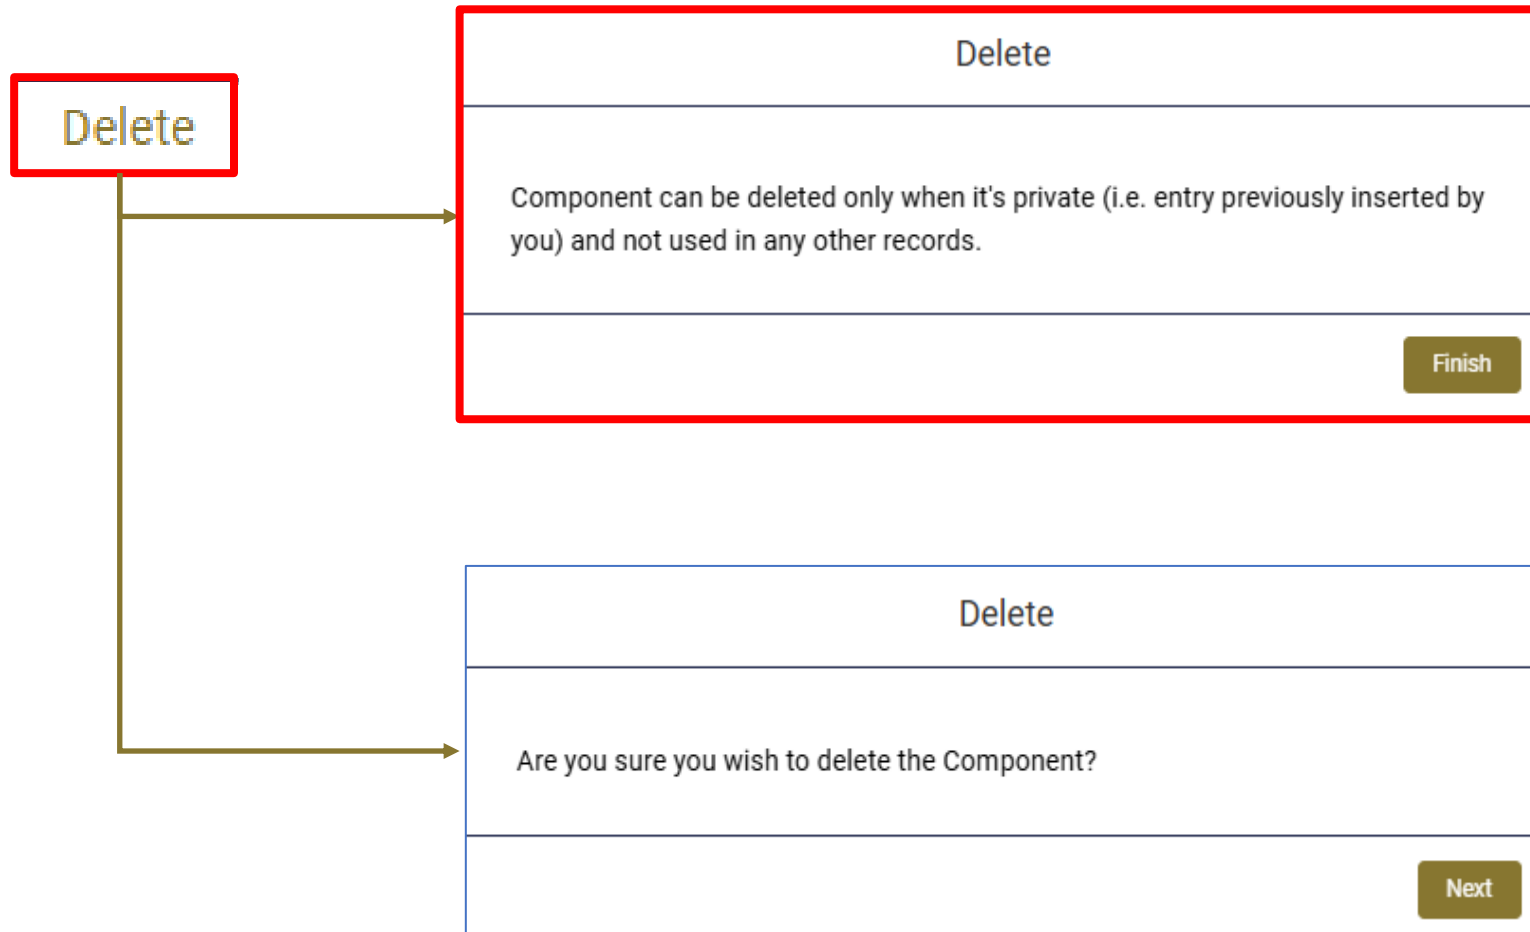 Delete
Delete
Component can be deleted only when it's private (i.e. entry previously inserted by
you) and not used in any other records.
Finish
Delete
Are you sure you wish to delete the Component?
Next